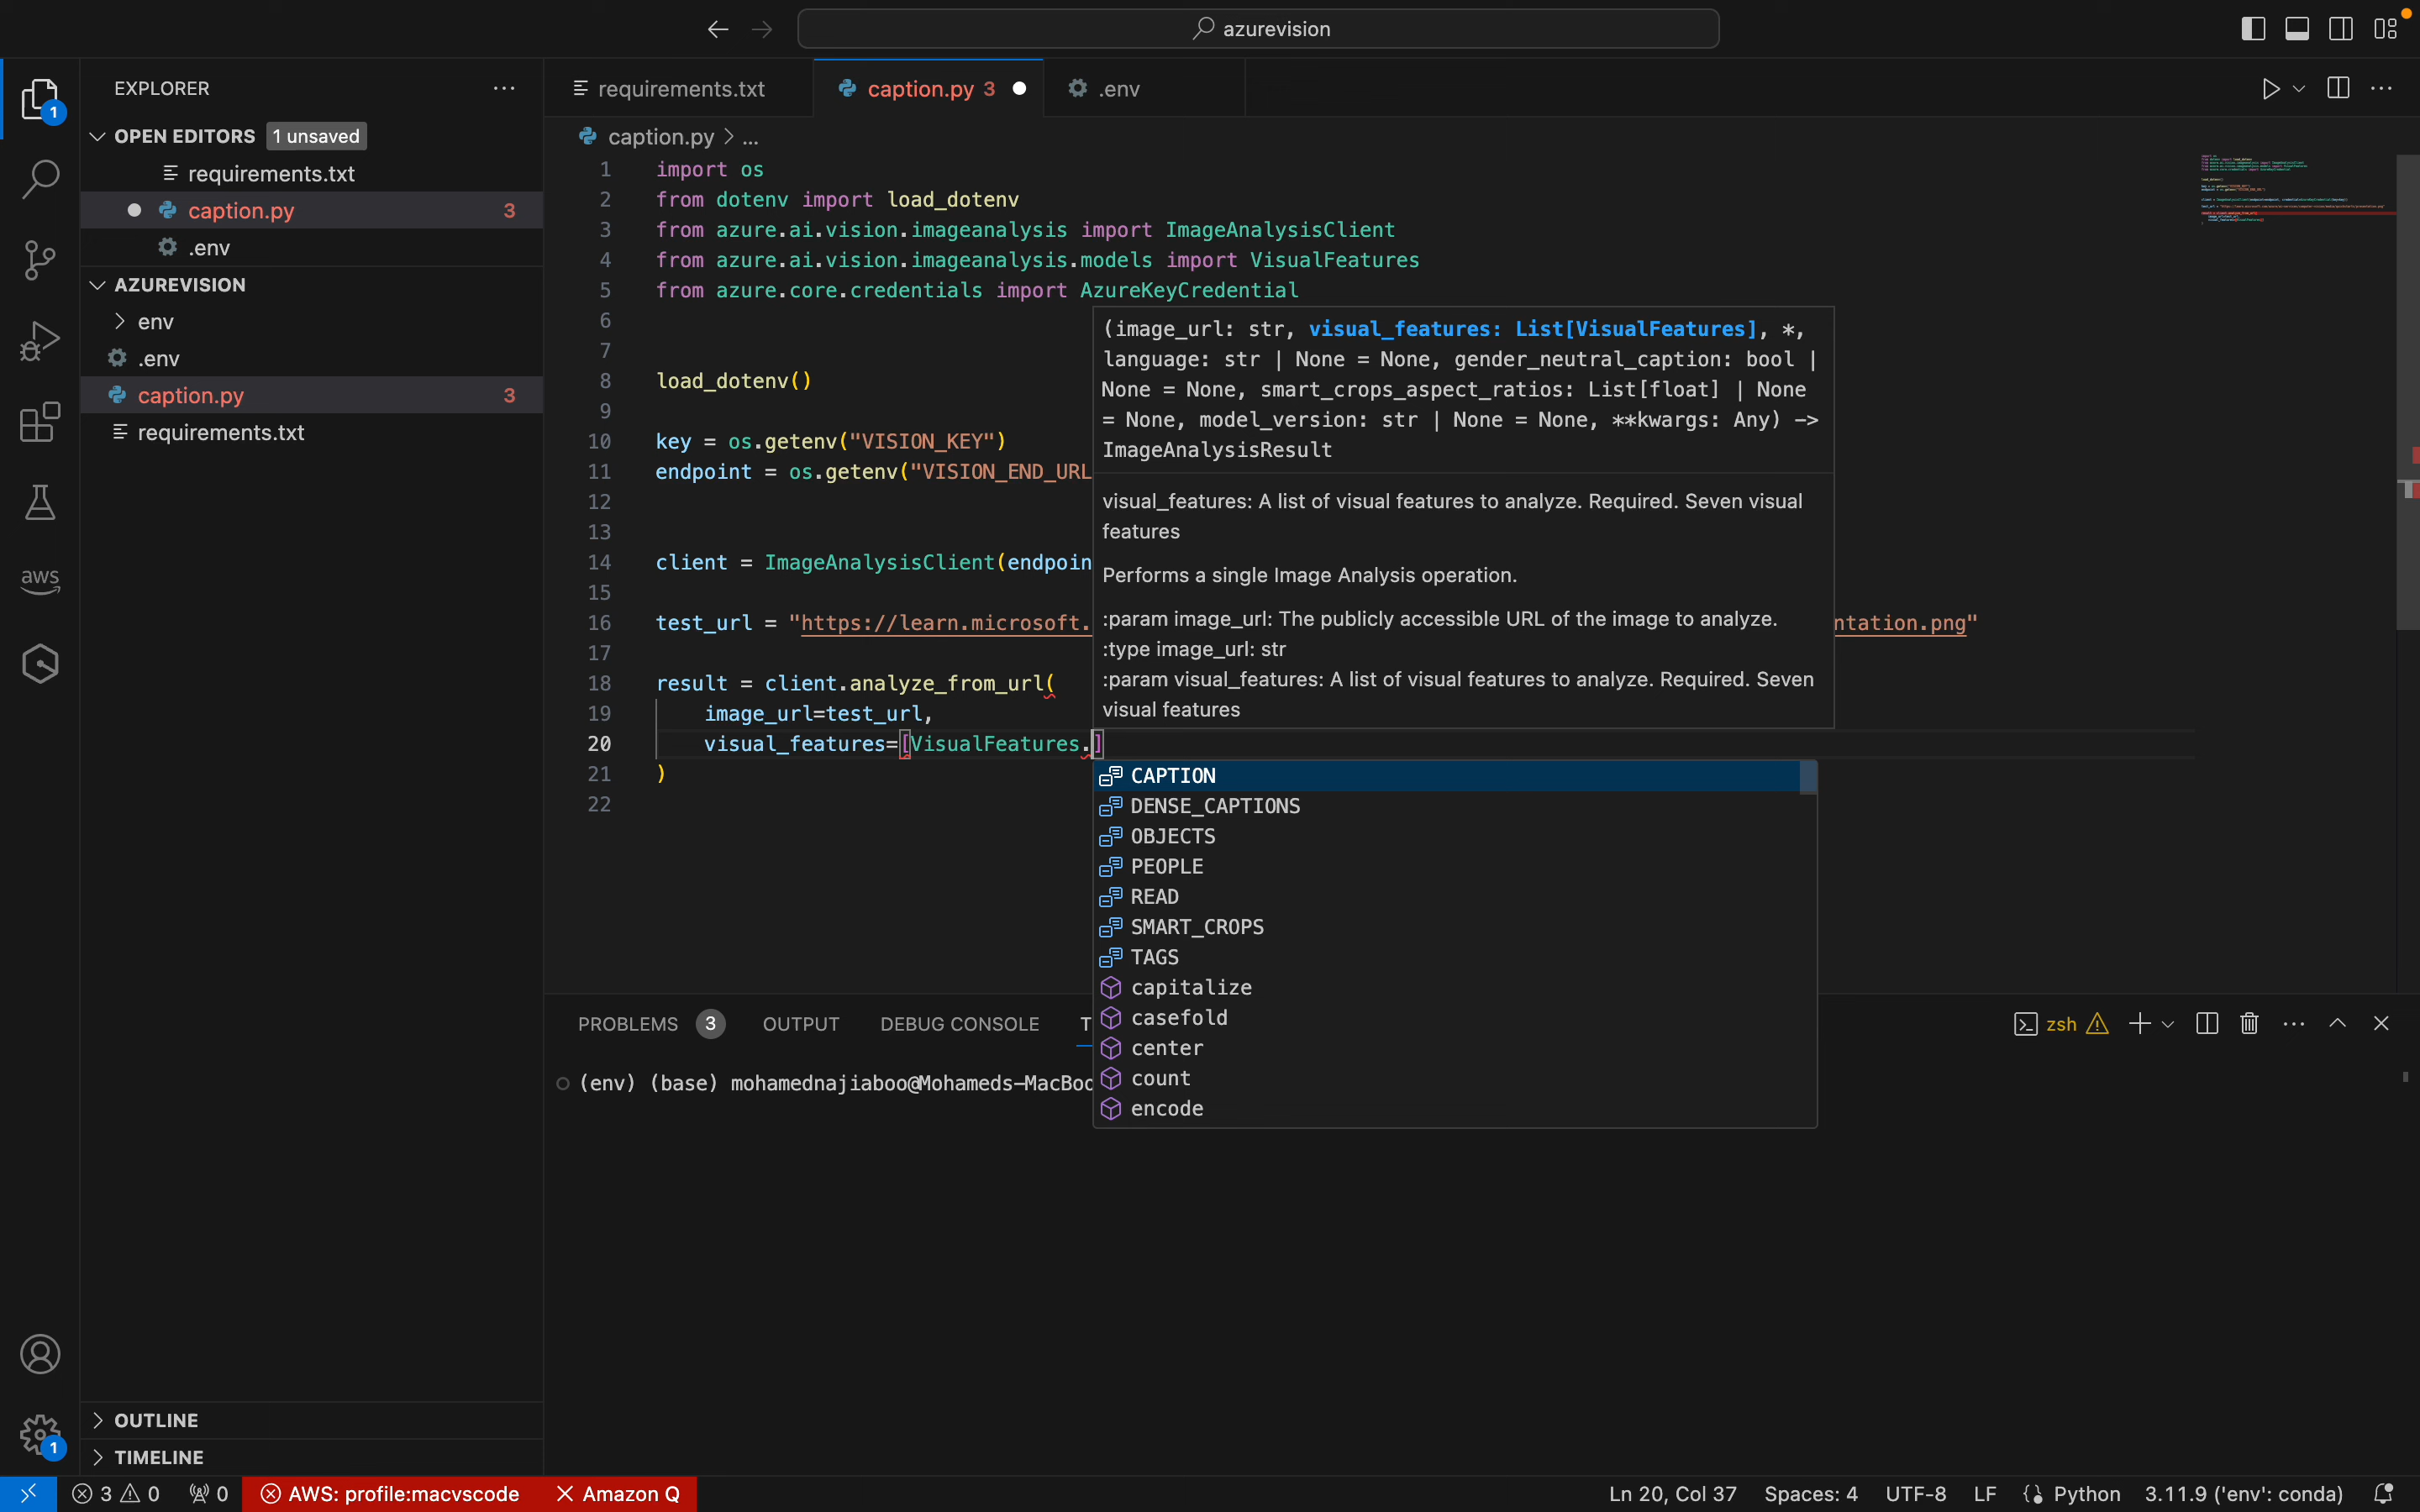 azurevision
EXPLORER
requirements.txt
caption.py 3
.env
OPEN EDITORS 1 unsaved
requirements.txt
caption.py 3
.env
AZUREVISION
env
.env
caption.py 3
requirements.txt
OUTLINE
TIMELINE
1
aws
1
caption.py > ...
1 import os
2 from dotenv import load_dotenv
3 from azure.ai.vision.imageanalysis import ImageAnalysisClient
4 from azure.ai.vision.imageanalysis.models import VisualFeatures
5 from azure.core.credentials import AzureKeyCredential
6
7
8 load_dotenv()
9
10 key = os.getenv("VISION_KEY")
11 endpoint = os.getenv("VISION_END_URL
12
13
14 client = ImageAnalysisClient(endpoin
15
16 test_url = "https://learn.microsoft. ntation.png"
17
18 result = client.analyze_from_url(
19 image_url=test_url,
20 visual_features=[VisualFeatures.]
21 )
22
(image_url: str, visual_features: List[VisualFeatures], *,
language: str | None = None, gender_neutral_caption: bool |
None = None, smart_crops_aspect_ratios: List[float] | None
= None, model_version: str | None = None, **kwargs: Any) ->
ImageAnalysisResult
visual_features: A list of visual features to analyze. Required. Seven visual
features
Performs a single Image Analysis operation.
:param image_url: The publicly accessible URL of the image to analyze.
:type image_url: str
:param visual_features: A list of visual features to analyze. Required. Seven
visual features
CAPTION
DENSE_CAPTIONS
OBJECTS
PEOPLE
READ
SMART_CROPS
TAGS
capitalize
casefold
center
count
encode
PROBLEMS 3 OUTPUT DEBUG CONSOLE T
zsh
(env) (base) mohamednajiaboo@Mohameds-MacBoo
3 0 0 AWS: profile:macvscode Amazon Q Ln 20, Col 37 Spaces: 4 UTF-8 LF Python 3.11.9 ('env': conda)